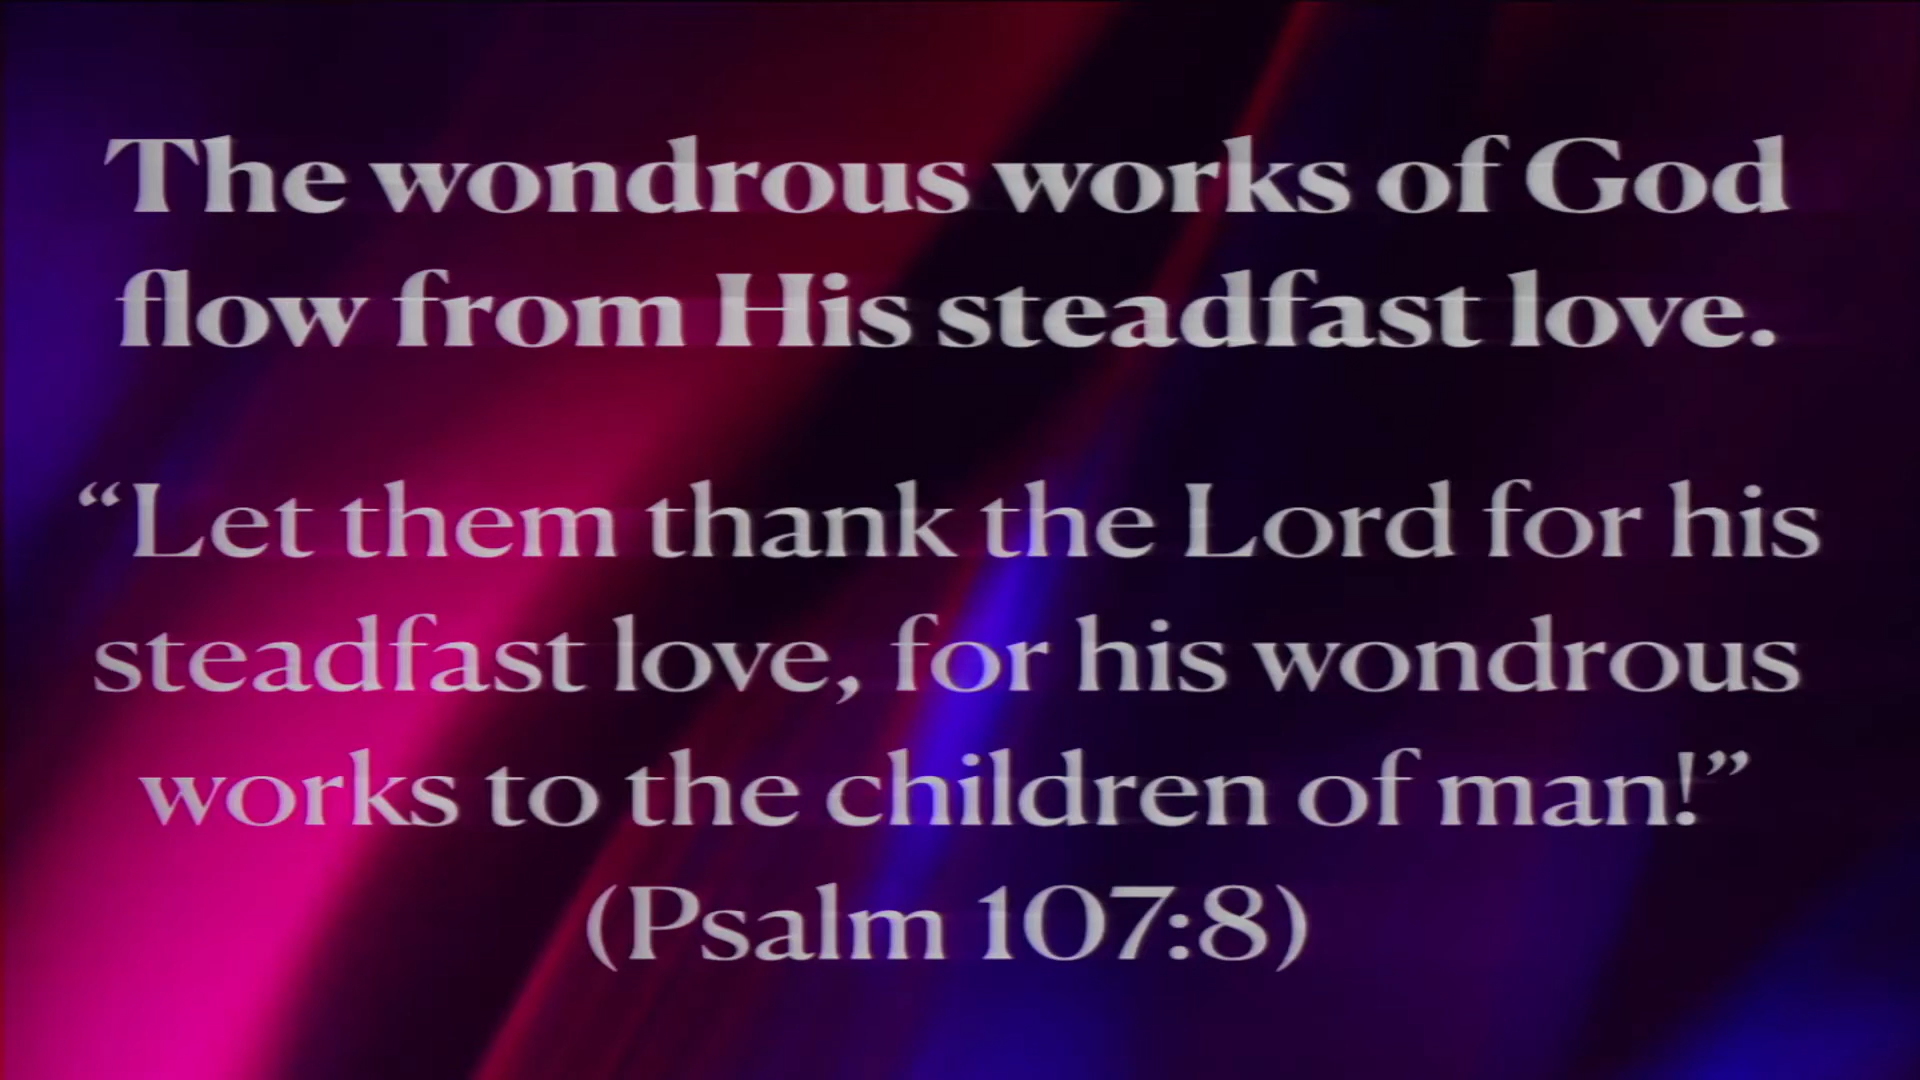 The wondrous works of God
flow from His steadfast love.
“Let them thank the Lord for his
steadfast love, for his wondrous
works to the children of man!”
(Psalm 107:8)